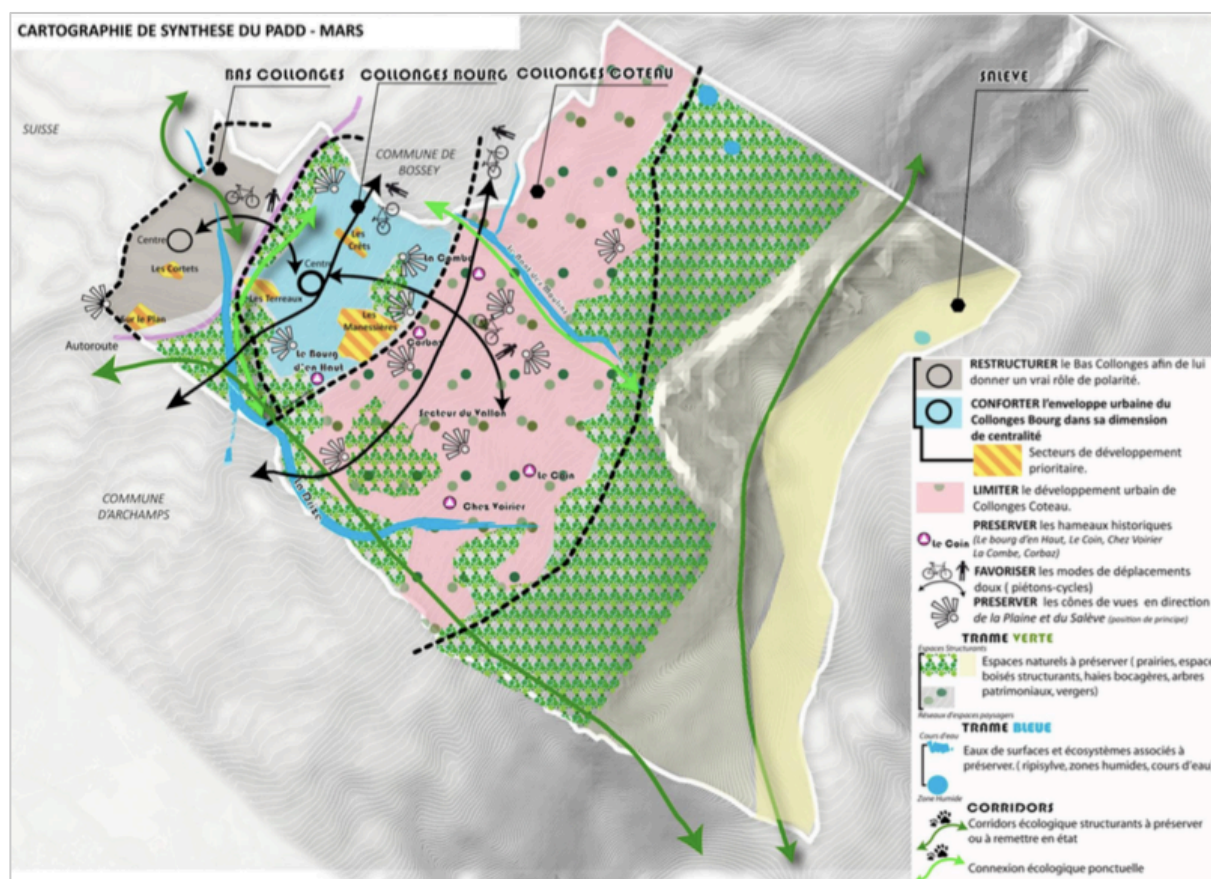 CARTOGRAPHIE DE SYNTHESE DU PADD - MARS
BAS COLLONGES
COLLONGES BOURG
COLLONGES COTEAU
SALEVE
SUISSE
COMMUNE DE
BOSSEY
Centre
Les Cortets
Sur le Plan
Autoroute
Les Crêts
Centre
Les Terreaux
Les
Manessières
La Combe
Corbaz
Le Bourg
d'en Haut
Secteur du Vallon
Le Coin
Chez Voirier
La Drize
COMMUNE
D'ARCHAMPS
RESTRUCTURER le Bas Collonges afin de lui
donner un vrai rôle de polarité.
CONFORTER l'enveloppe urbaine du
Collonges Bourg dans sa dimension
de centralité
Secteurs de développement
prioritaire.
LIMITER le développement urbain de
Collonges Coteau.
PRESERVER les hameaux historiques
Le Coin
(Le bourg d'en Haut, Le Coin, Chez Voirier
La Combe, Corbaz)
FAVORISER les modes de déplacements
doux ( piétons-cycles)
PRESERVER les cônes de vues en direction
de la Plaine et du Salève (position de principe)
TRAME VERTE
Espaces Structurants
Espaces naturels à préserver ( prairies, espace
boisés structurants, haies bocagères, arbres
patrimoniaux, vergers)
Réseaux d'espaces paysagers
TRAME BLEUE
Cours d'eau
Eaux de surfaces et écosystèmes associés à
préserver. ( ripisylve, zones humides, cours d'eau
Zone Humide
CORRIDORS
Corridors écologique structurants à préserver
ou à remettre en état
Connexion écologique ponctuelle